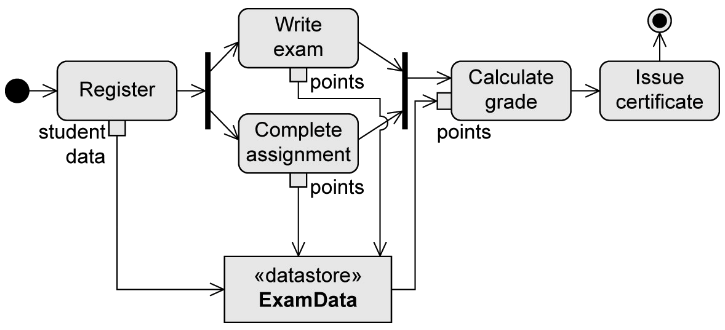 Register
student
data
Write
exam
points
Complete
assignment
points
«datastore»
ExamData
Calculate
grade
points
Issue
certificate